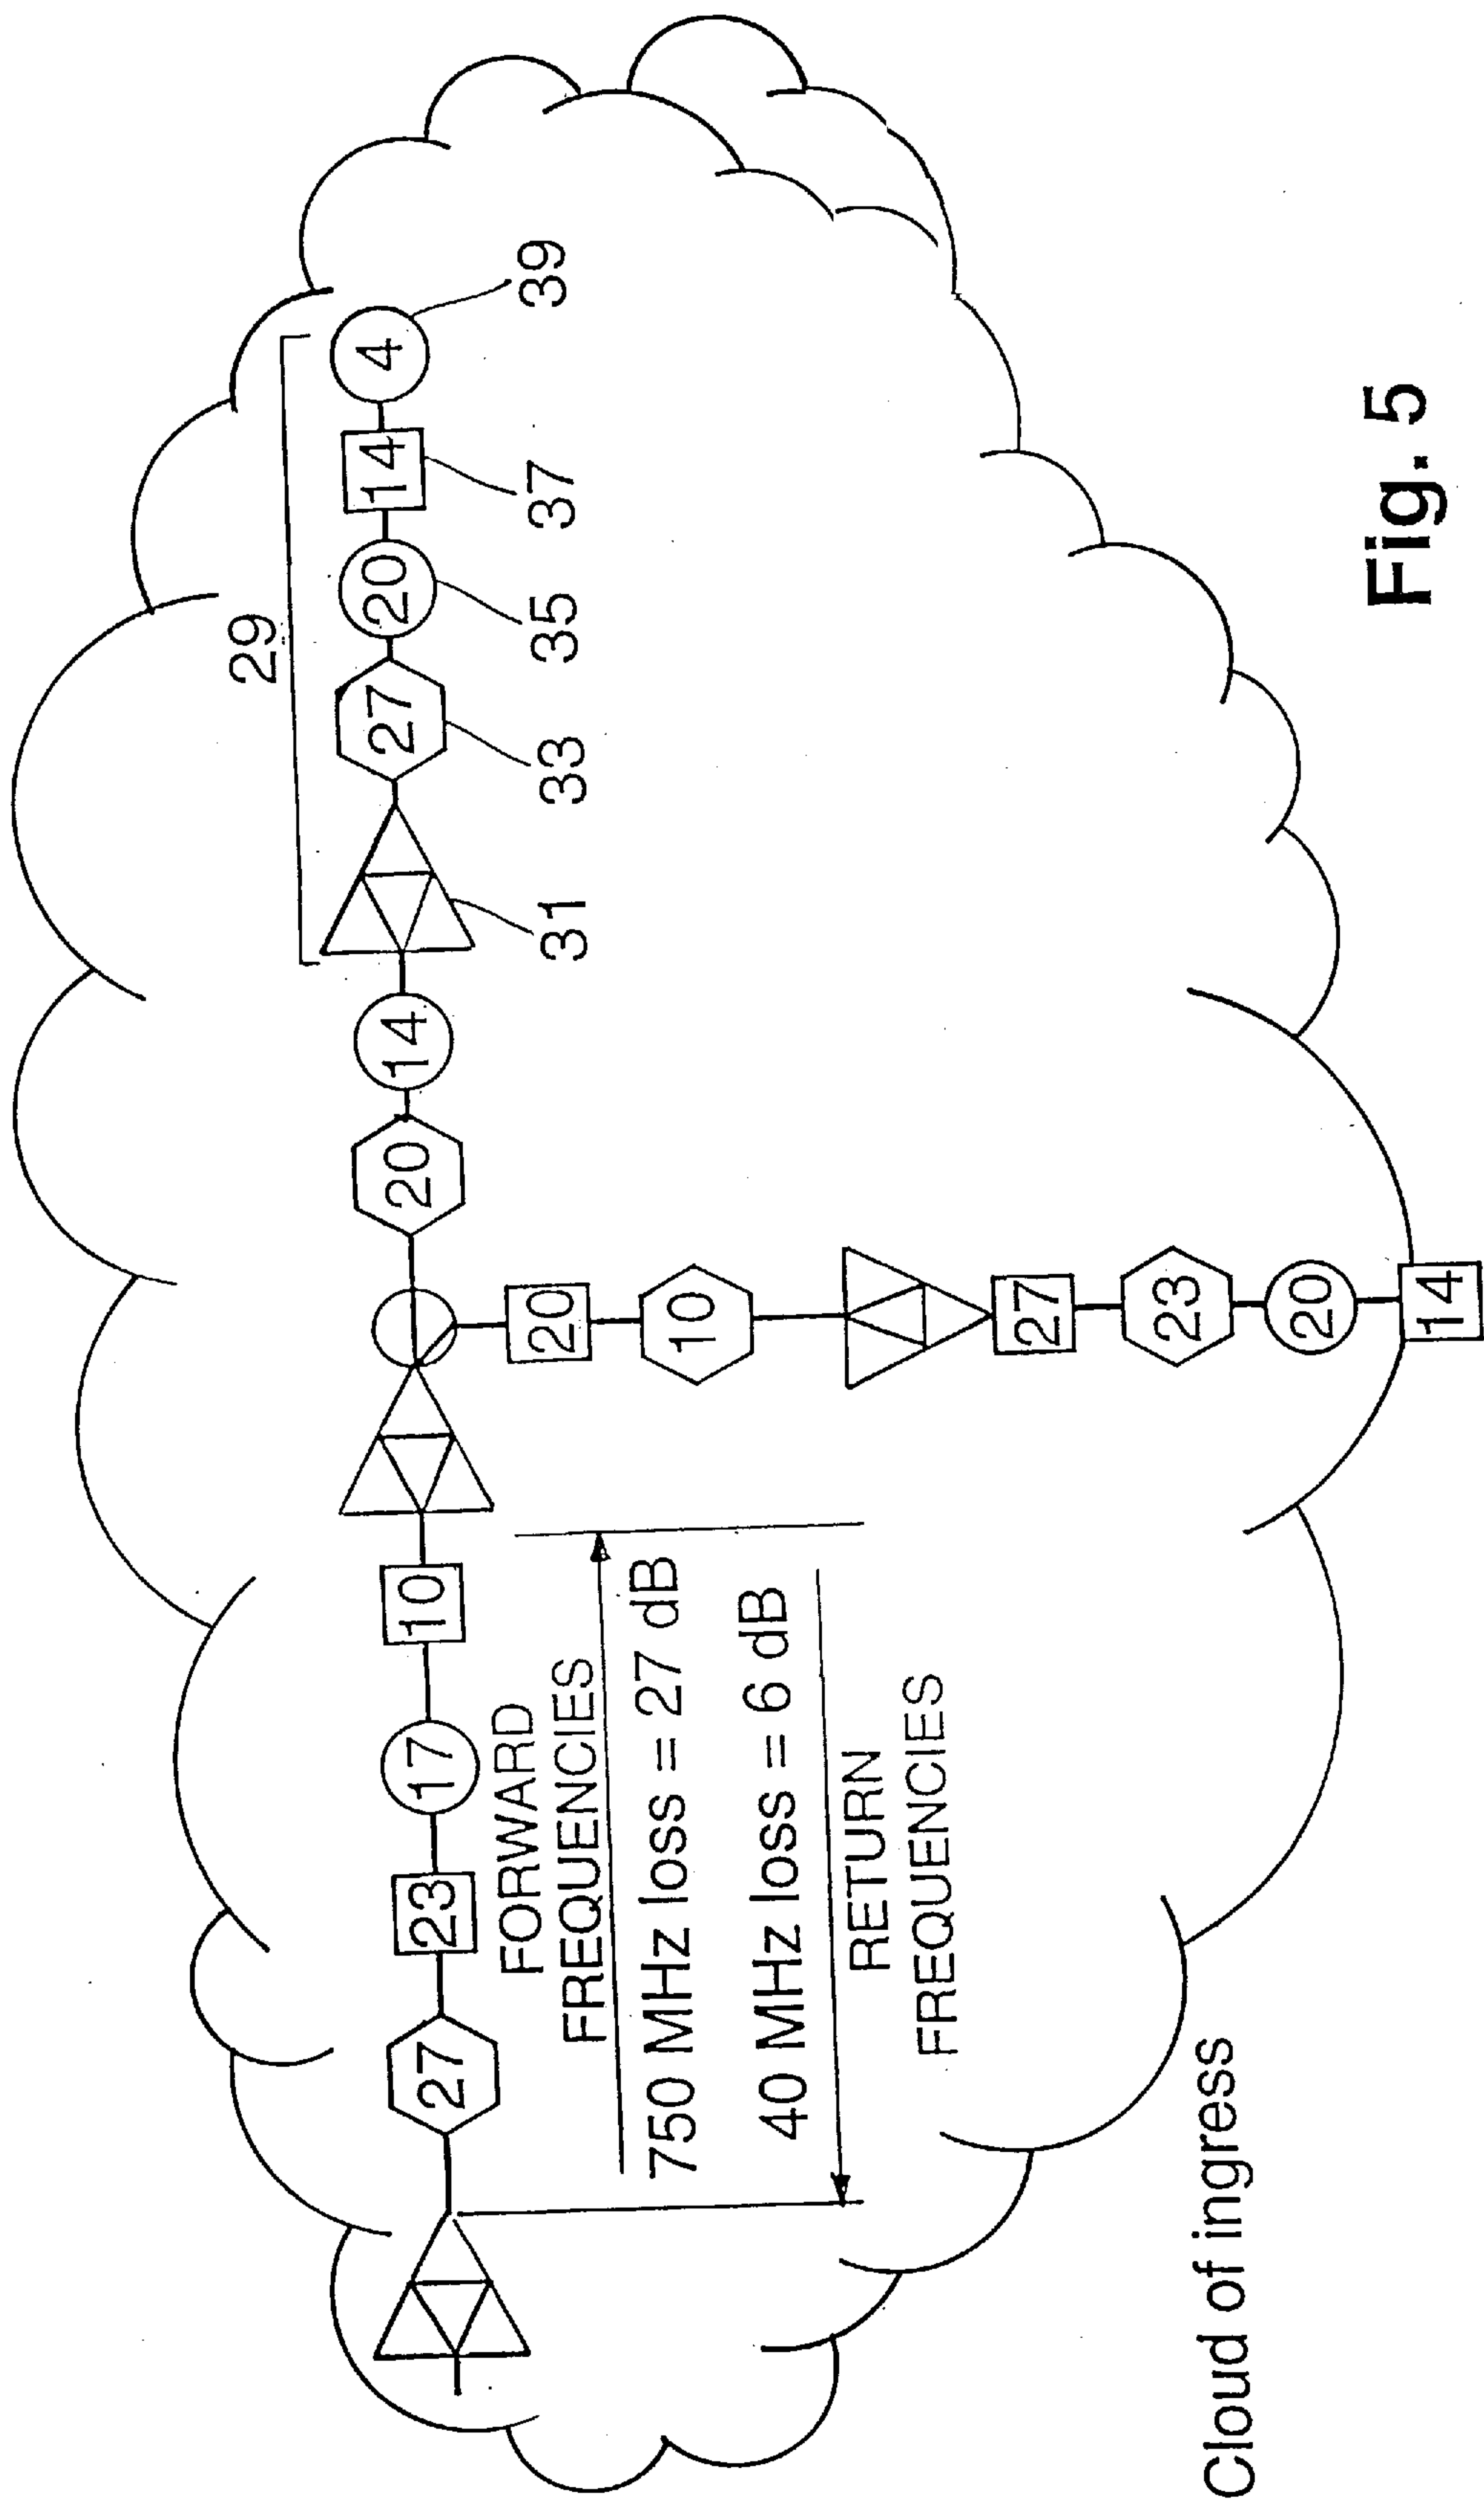 29
27
23
17
10
20
14
27
20
14
4
31
33
35
37
39
FORWARD
FREQUENCIES
750 MHz loss = 27 dB
40 MHz loss = 6 dB
RETURN
FREQUENCIES
20
10
27
23
20
14
Cloud of ingress
Fig. 5